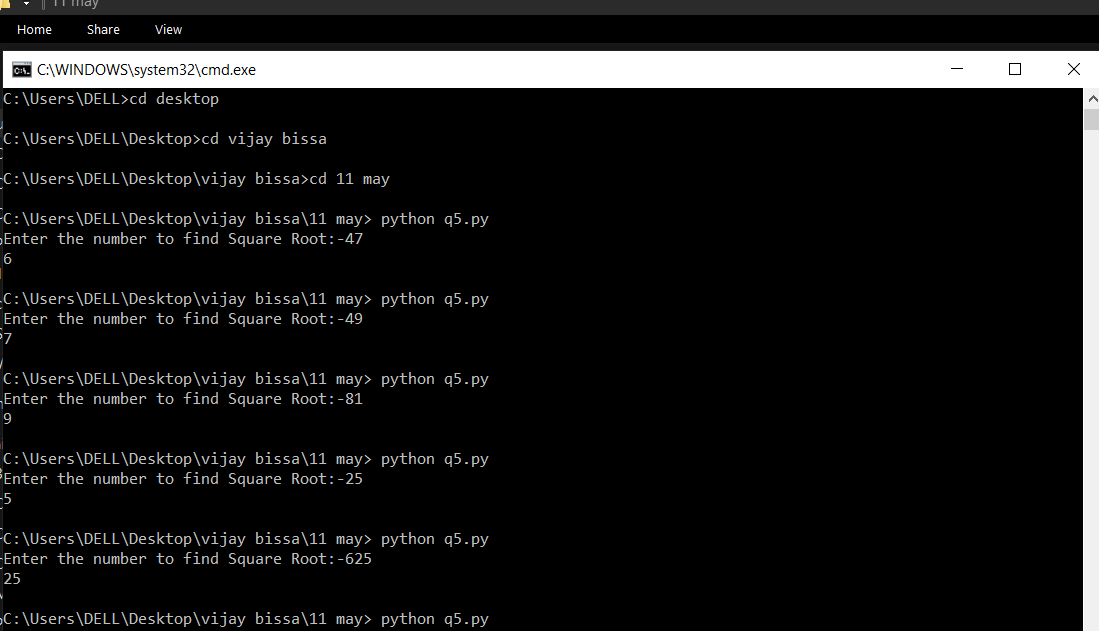 11 may
Home Share View
C:\WINDOWS\system32\cmd.exe
C:\Users\DELL>cd desktop
C:\Users\DELL\Desktop>cd vijay bissa
C:\Users\DELL\Desktop\vijay bissa>cd 11 may
C:\Users\DELL\Desktop\vijay bissa\11 may> python q5.py
Enter the number to find Square Root:-47
6
C:\Users\DELL\Desktop\vijay bissa\11 may> python q5.py
Enter the number to find Square Root:-49
7
C:\Users\DELL\Desktop\vijay bissa\11 may> python q5.py
Enter the number to find Square Root:-81
9
C:\Users\DELL\Desktop\vijay bissa\11 may> python q5.py
Enter the number to find Square Root:-25
5
C:\Users\DELL\Desktop\vijay bissa\11 may> python q5.py
Enter the number to find Square Root:-625
25
C:\Users\DELL\Desktop\vijay bissa\11 may> python q5.py